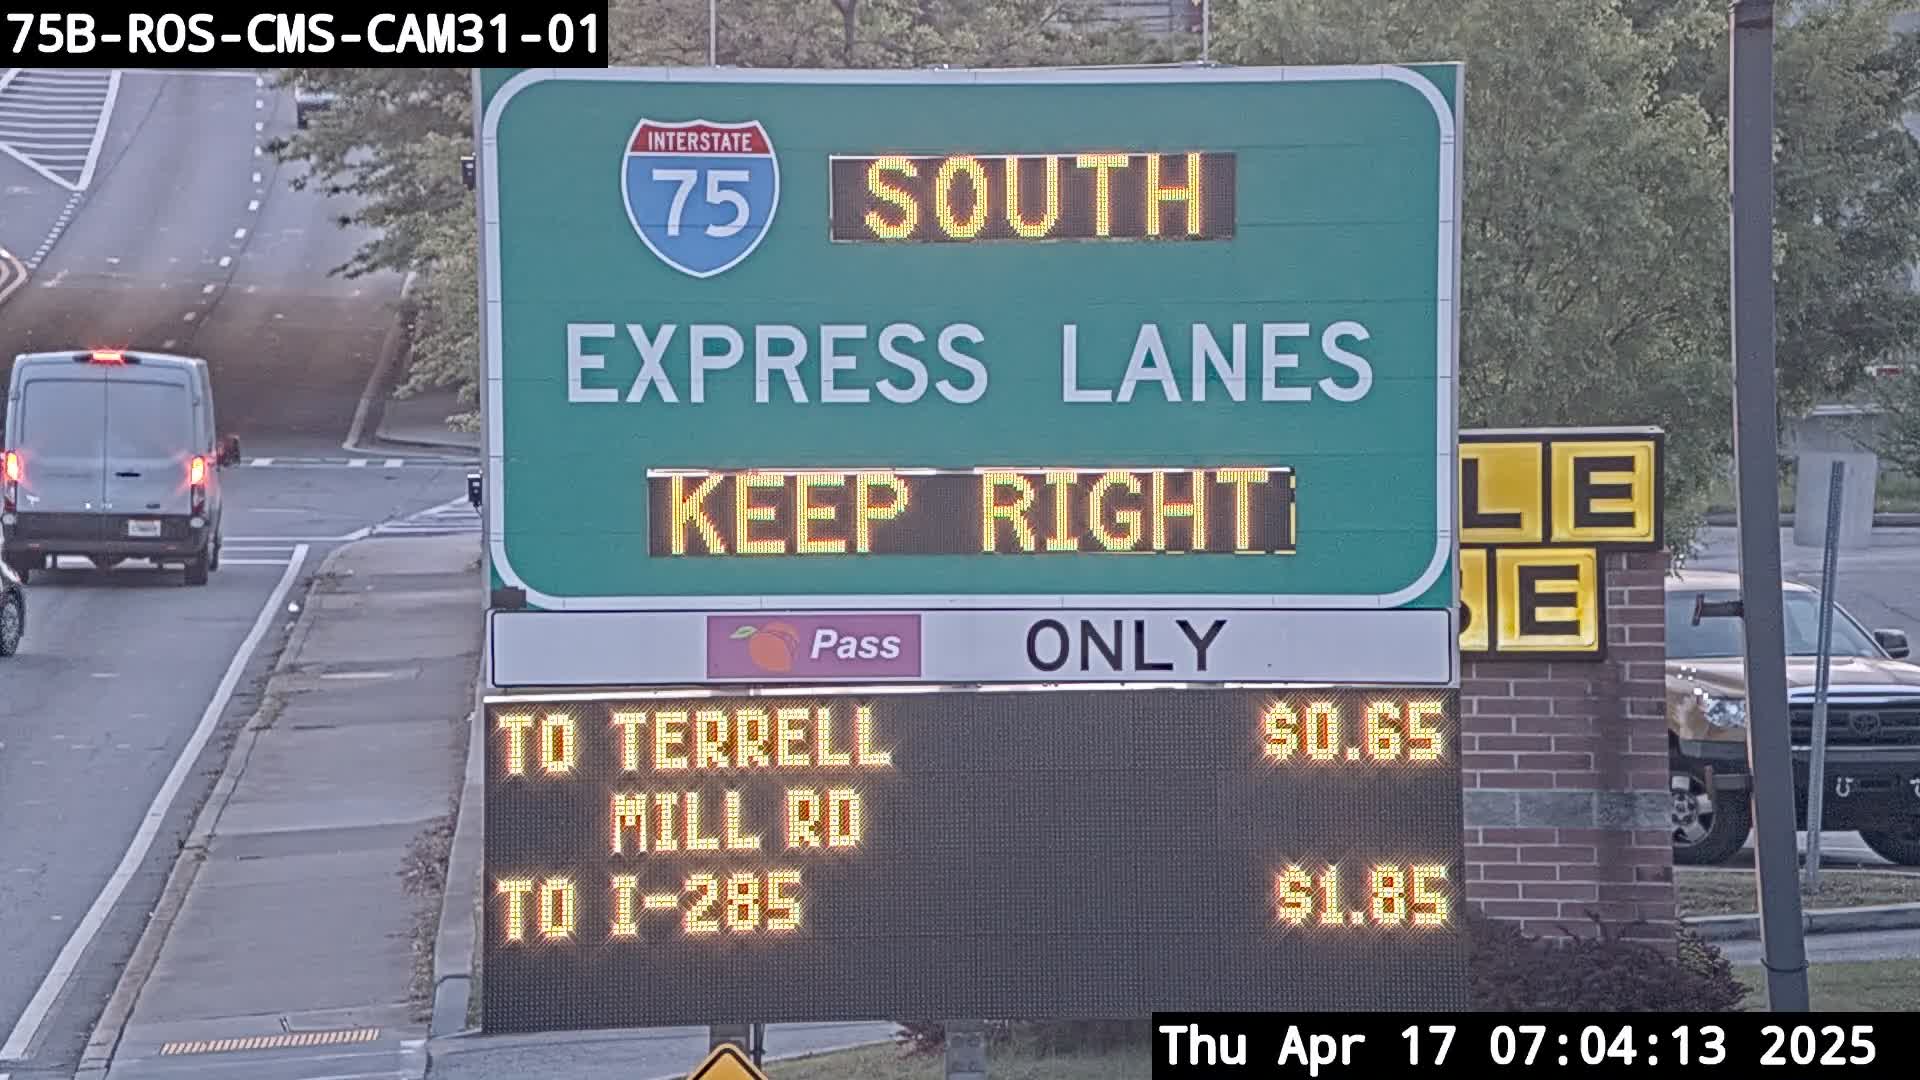 75B-ROS-CMS-CAM31-01
INTERSTATE
75
SOUTH
EXPRESS LANES
KEEP RIGHT
Pass ONLY
TO TERRELL $0.65
MILL RD
TO I-285 $1.85
LE
E
Thu Apr 17 07:04:13 2025